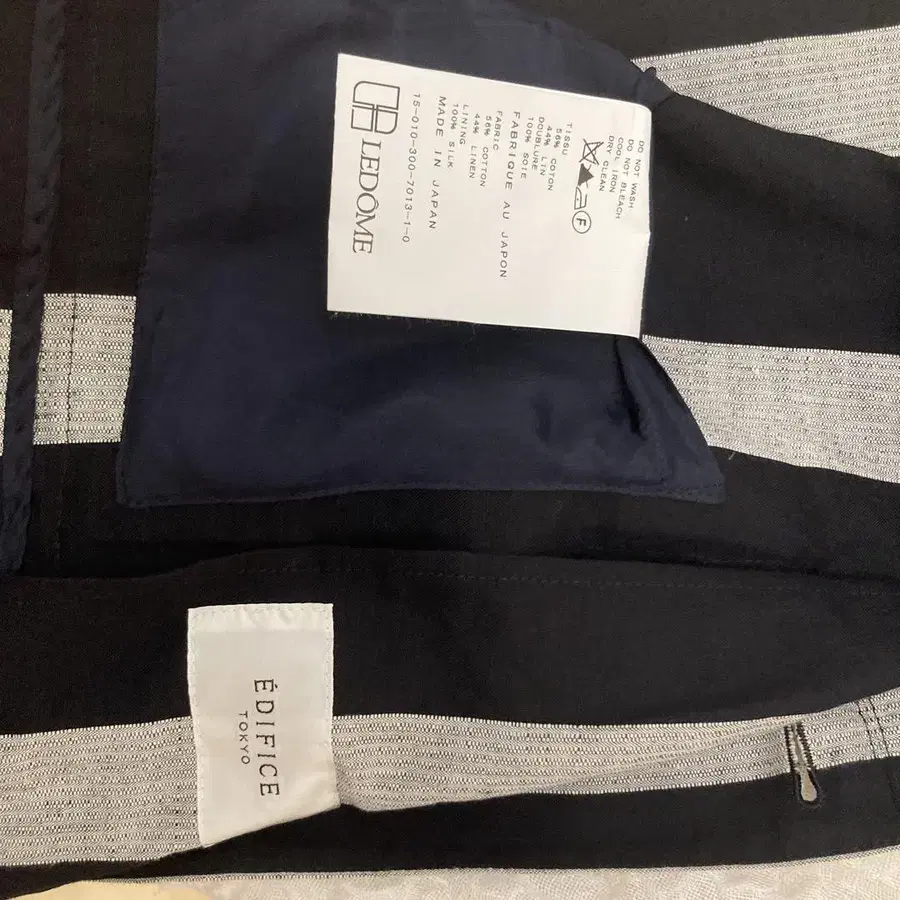 DO NOT WASH
DO NOT BLEACH
COOL IRON
DRY CLEAN
F
TISSU
56% COTON
44% LIN
DOUBLURE
100% SOIE
FABRIQUE AU JAPON
FABRIC
56% COTTON
44% LINEN
LINING
100% SILK
MADE IN JAPAN
15-010-300-7013-1-0
LEDÔME
ÉDIFICE
TOKYO